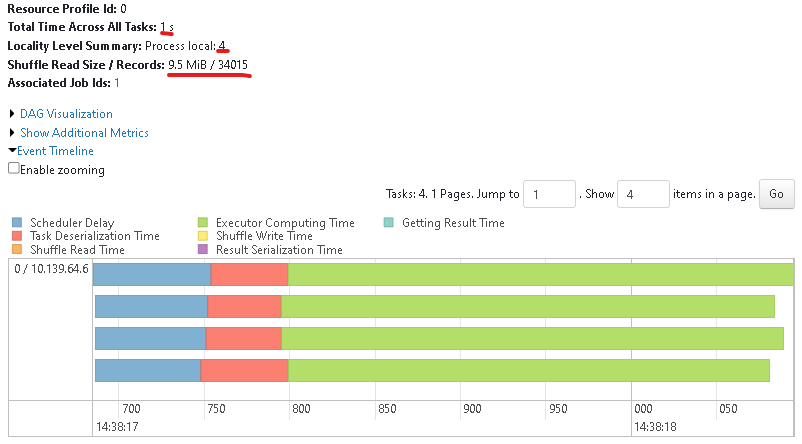 Resource Profile Id: 0
Total Time Across All Tasks: 1 s
Locality Level Summary: Process local: 4
Shuffle Read Size / Records: 9.5 MiB / 34015
Associated Job Ids: 1
DAG Visualization
Show Additional Metrics
Event Timeline
Enable zooming
Tasks: 4. 1 Pages. Jump to 1 . Show 4 items in a page. Go
Scheduler Delay Executor Computing Time Getting Result Time
Task Deserialization Time Shuffle Write Time
Shuffle Read Time Result Serialization Time
0 / 10.139.64.6
700 750 800 850 900 950 000 050
14:38:17 14:38:18